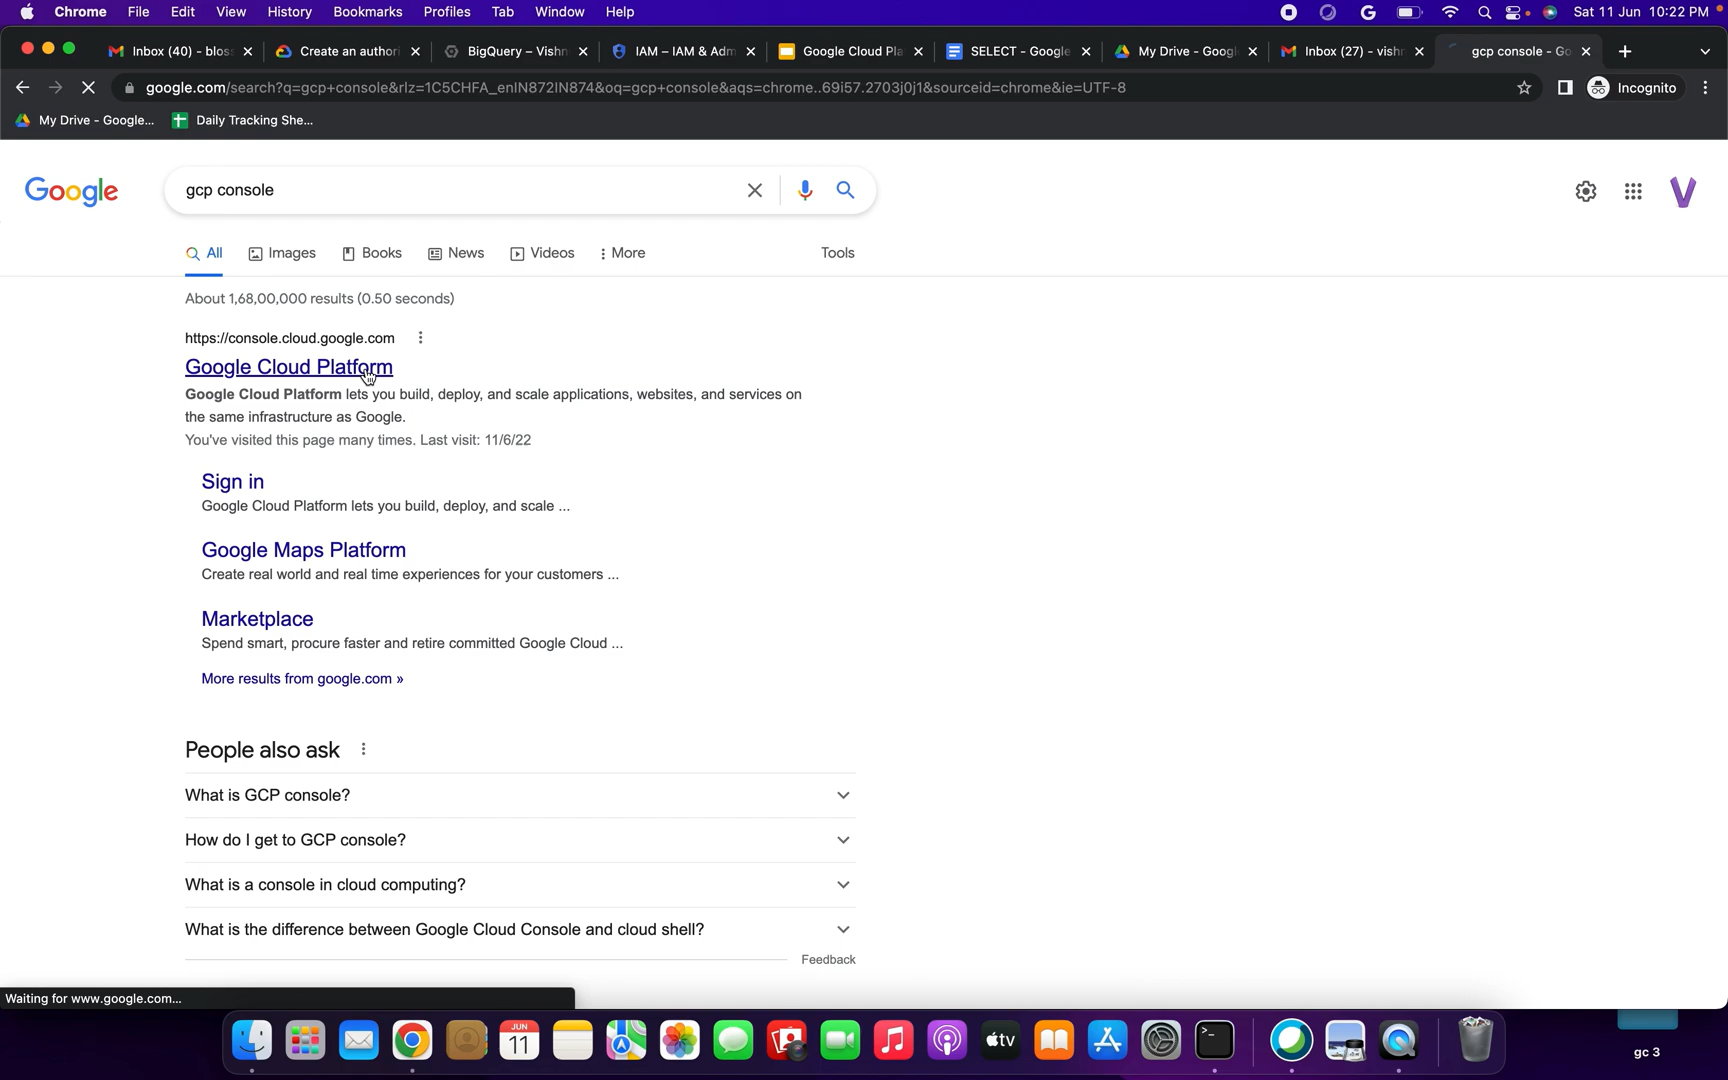 Chrome File Edit View History Bookmarks Profiles Tab Window Help Sat 11 Jun 10:22 PM
Inbox (40) - blos Create an authori BigQuery – Vishn IAM – IAM & Adm Google Cloud Pla SELECT - Google My Drive - Googl Inbox (27) - vish gcp console - Go
google.com/search?q=gcp+console&rlz=1C5CHFA_enIN872IN874&oq=gcp+console&aqs=chrome..69i57.2703j0j1&sourceid=chrome&ie=UTF-8 Incognito
My Drive - Google... Daily Tracking She...
Google gcp console V
All Images Books News Videos More Tools
About 1,68,00,000 results (0.50 seconds)
https://console.cloud.google.com
Google Cloud Platform
Google Cloud Platform lets you build, deploy, and scale applications, websites, and services on
the same infrastructure as Google.
You've visited this page many times. Last visit: 11/6/22
Sign in
Google Cloud Platform lets you build, deploy, and scale ...
Google Maps Platform
Create real world and real time experiences for your customers ...
Marketplace
Spend smart, procure faster and retire committed Google Cloud ...
More results from google.com »
People also ask
What is GCP console?
How do I get to GCP console?
What is a console in cloud computing?
What is the difference between Google Cloud Console and cloud shell?
Feedback
Waiting for www.google.com...
JUN
11
tv
gc 3